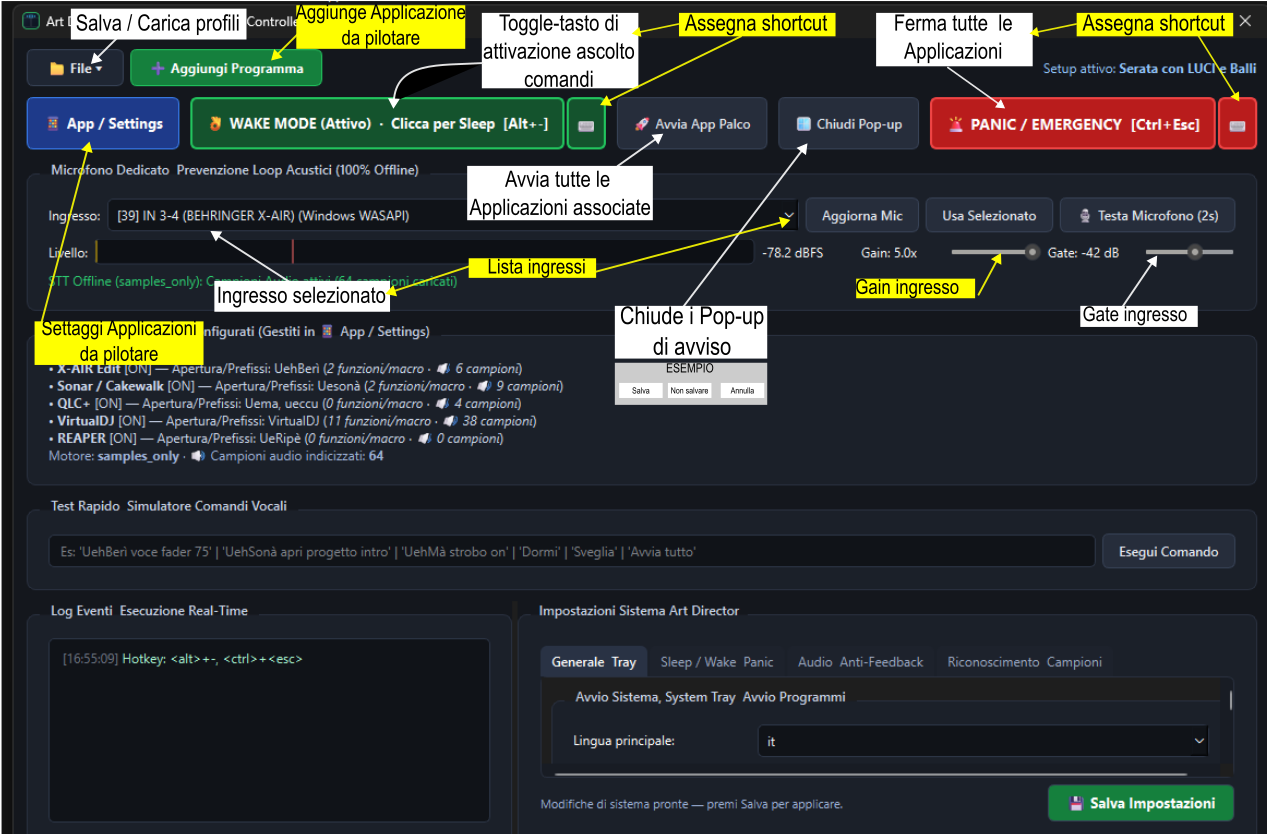 Art D
Controlle
Salva / Carica profili
Aggiunge Applicazione
da pilotare
Toggle-tasto di
attivazione ascolto
comandi
Assegna shortcut
Ferma tutte le
Applicazioni
Assegna shortcut
File
Aggiungi Programma
Setup attivo: Serata con LUCI e Balli
App / Settings
WAKE MODE (Attivo) · Clicca per Sleep [Alt+-]
Avvia App Palco
Chiudi Pop-up
PANIC / EMERGENCY [Ctrl+Esc]
Microfono Dedicato Prevenzione Loop Acustici (100% Offline)
Avvia tutte le
Applicazioni associate
Ingresso: [39] IN 3-4 (BEHRINGER X-AIR) (Windows WASAPI)
Aggiorna Mic
Usa Selezionato
Testa Microfono (2s)
Livello:
-78.2 dBFS
Gain: 5.0x
Gate: -42 dB
Lista ingressi
STT Offline (samples_only): Campioni Audio attivi (64 campioni caricati)
Ingresso selezionato
Gain ingresso
Gate ingresso
Settaggi Applicazioni
da pilotare
nfigurati (Gestiti in App / Settings)
Chiude i Pop-up
di avviso
ESEMPIO
Salva
Non salvare
Annulla
• X-AIR Edit [ON] — Apertura/Prefissi: UehBerì (2 funzioni/macro · 6 campioni)
• Sonar / Cakewalk [ON] — Apertura/Prefissi: Uesonà (2 funzioni/macro · 9 campioni)
• QLC+ [ON] — Apertura/Prefissi: Uema, ueccu (0 funzioni/macro · 4 campioni)
• VirtualDJ [ON] — Apertura/Prefissi: VirtualDJ (11 funzioni/macro · 38 campioni)
• REAPER [ON] — Apertura/Prefissi: UeRipè (0 funzioni/macro · 0 campioni)
Motore: samples_only · Campioni audio indicizzati: 64
Test Rapido Simulatore Comandi Vocali
Es: 'UehBerì voce fader 75' | 'UehSonà apri progetto intro' | 'UehMà strobo on' | 'Dormi' | 'Sveglia' | 'Avvia tutto'
Esegui Comando
Log Eventi Esecuzione Real-Time
[16:55:09] Hotkey: <alt>+-, <ctrl>+<esc>
Impostazioni Sistema Art Director
Generale Tray
Sleep / Wake Panic
Audio Anti-Feedback
Riconoscimento Campioni
Avvio Sistema, System Tray Avvio Programmi
Lingua principale: it
Modifiche di sistema pronte — premi Salva per applicare.
Salva Impostazioni